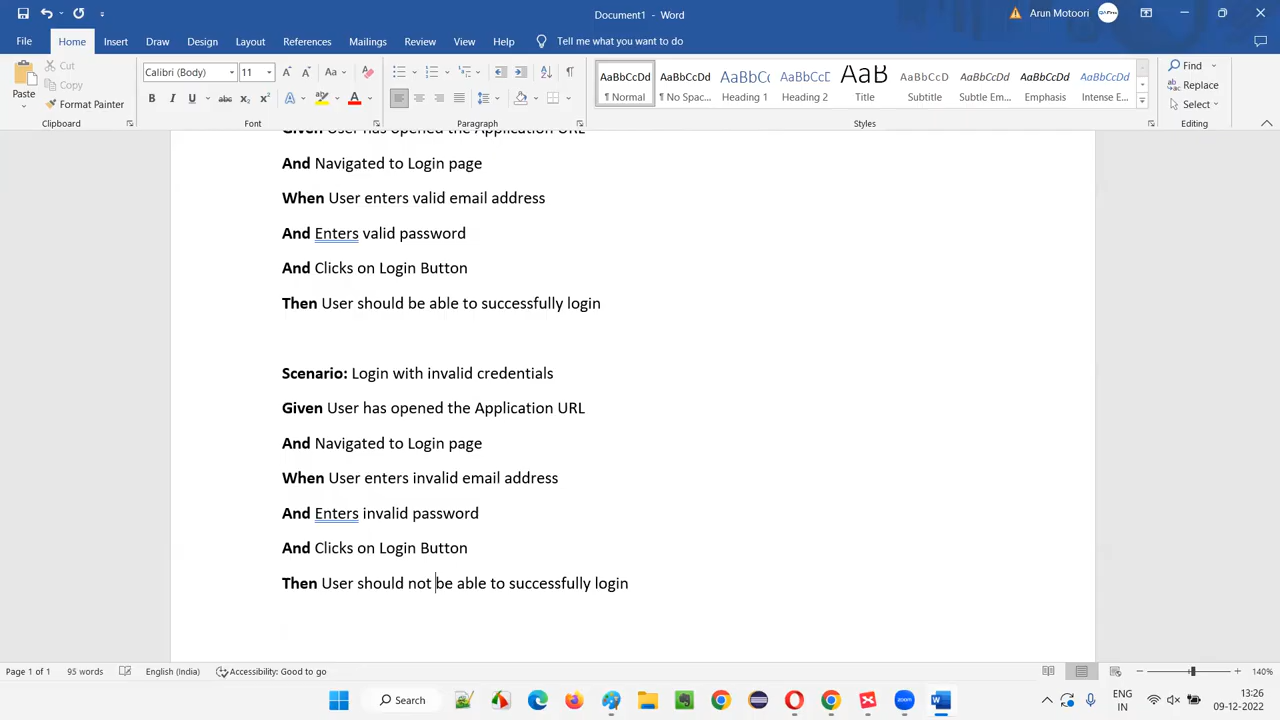 Document1 - Word
Arun Motoori
File Home Insert Draw Design Layout References Mailings Review View Help Tell me what you want to do
Paste
Cut
Copy
Format Painter
Clipboard
Calibri (Body) 11
Font
Paragraph
AaBbCcDd AaBbCcDd AaBbCc AaBbCcC AaB AaBbCcDd AaBbCcDd AaBbCcDd AaBbCcDd
¶ Normal ¶ No Spac... Heading 1 Heading 2 Title Subtitle Subtle Em... Emphasis Intense E...
Styles
Find
Replace
Select
Editing
Given User has opened the Application URL
And Navigated to Login page
When User enters valid email address
And Enters valid password
And Clicks on Login Button
Then User should be able to successfully login
Scenario: Login with invalid credentials
Given User has opened the Application URL
And Navigated to Login page
When User enters invalid email address
And Enters invalid password
And Clicks on Login Button
Then User should not be able to successfully login
Page 1 of 1 95 words English (India) Accessibility: Good to go 140%
Search
zoom
ENG
IN
13:26
09-12-2022